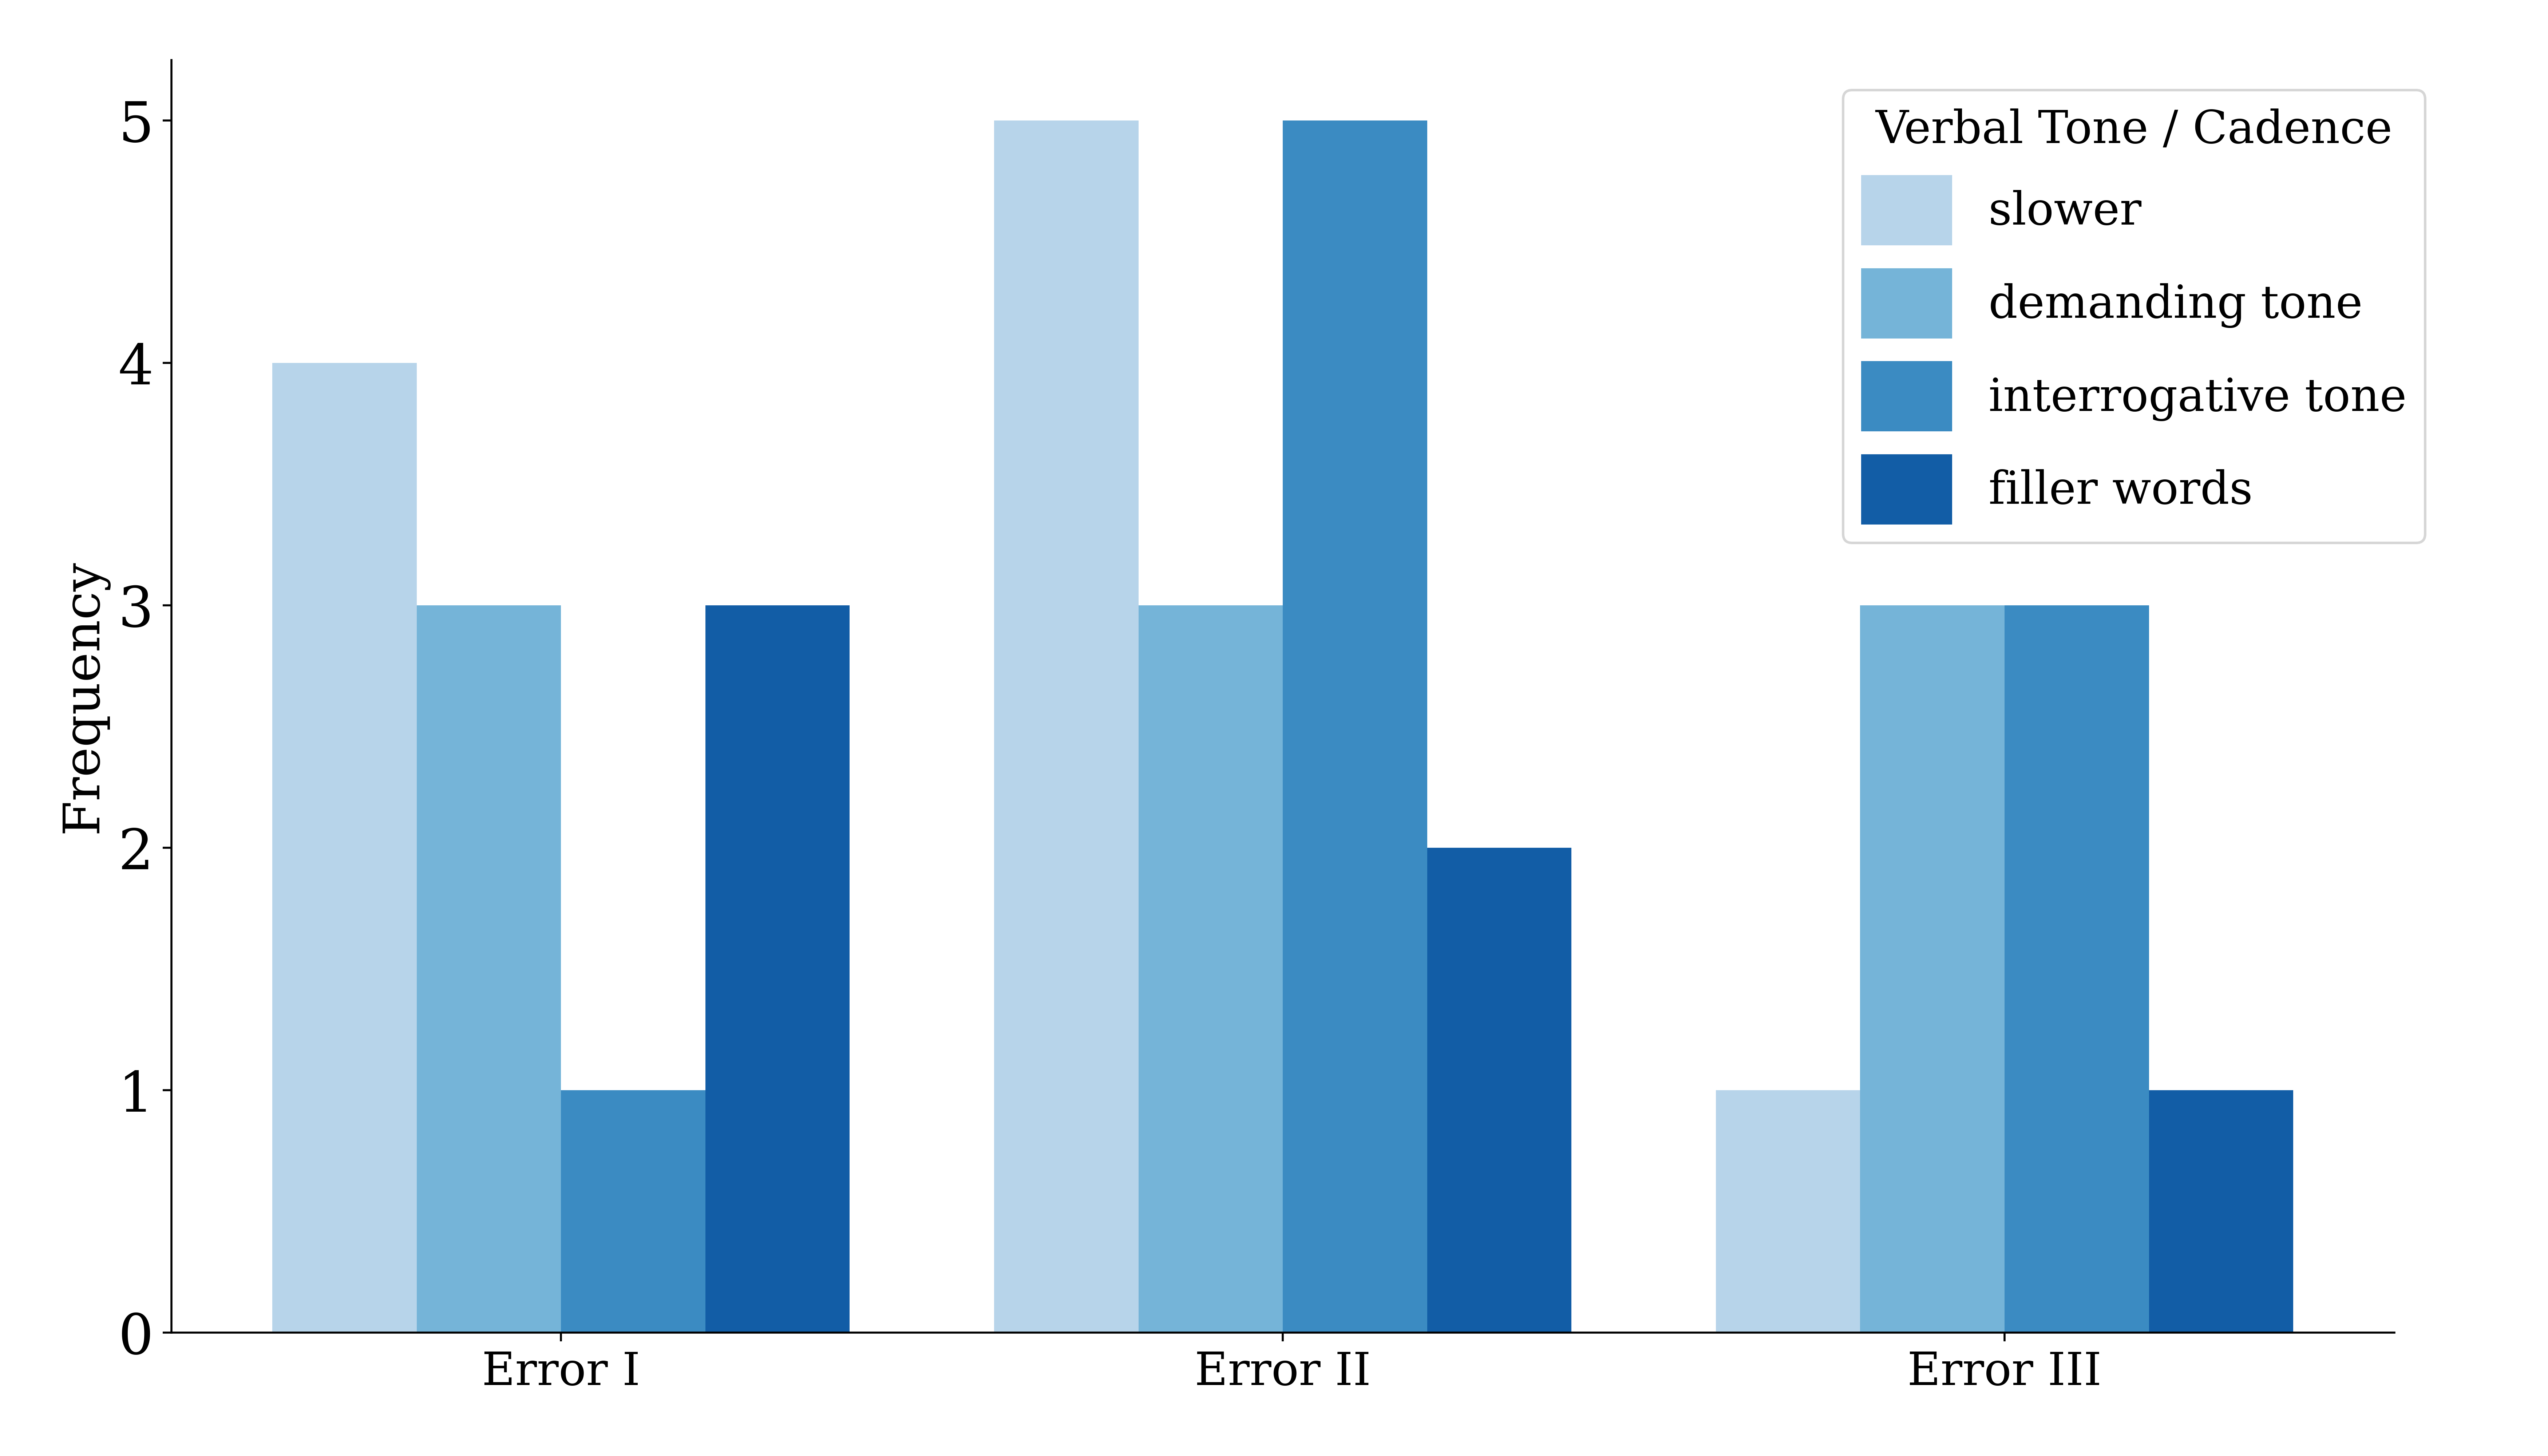 Frequency
5
4
3
2
1
0
Error I
Error II
Error III
Verbal Tone / Cadence
slower
demanding tone
interrogative tone
filler words